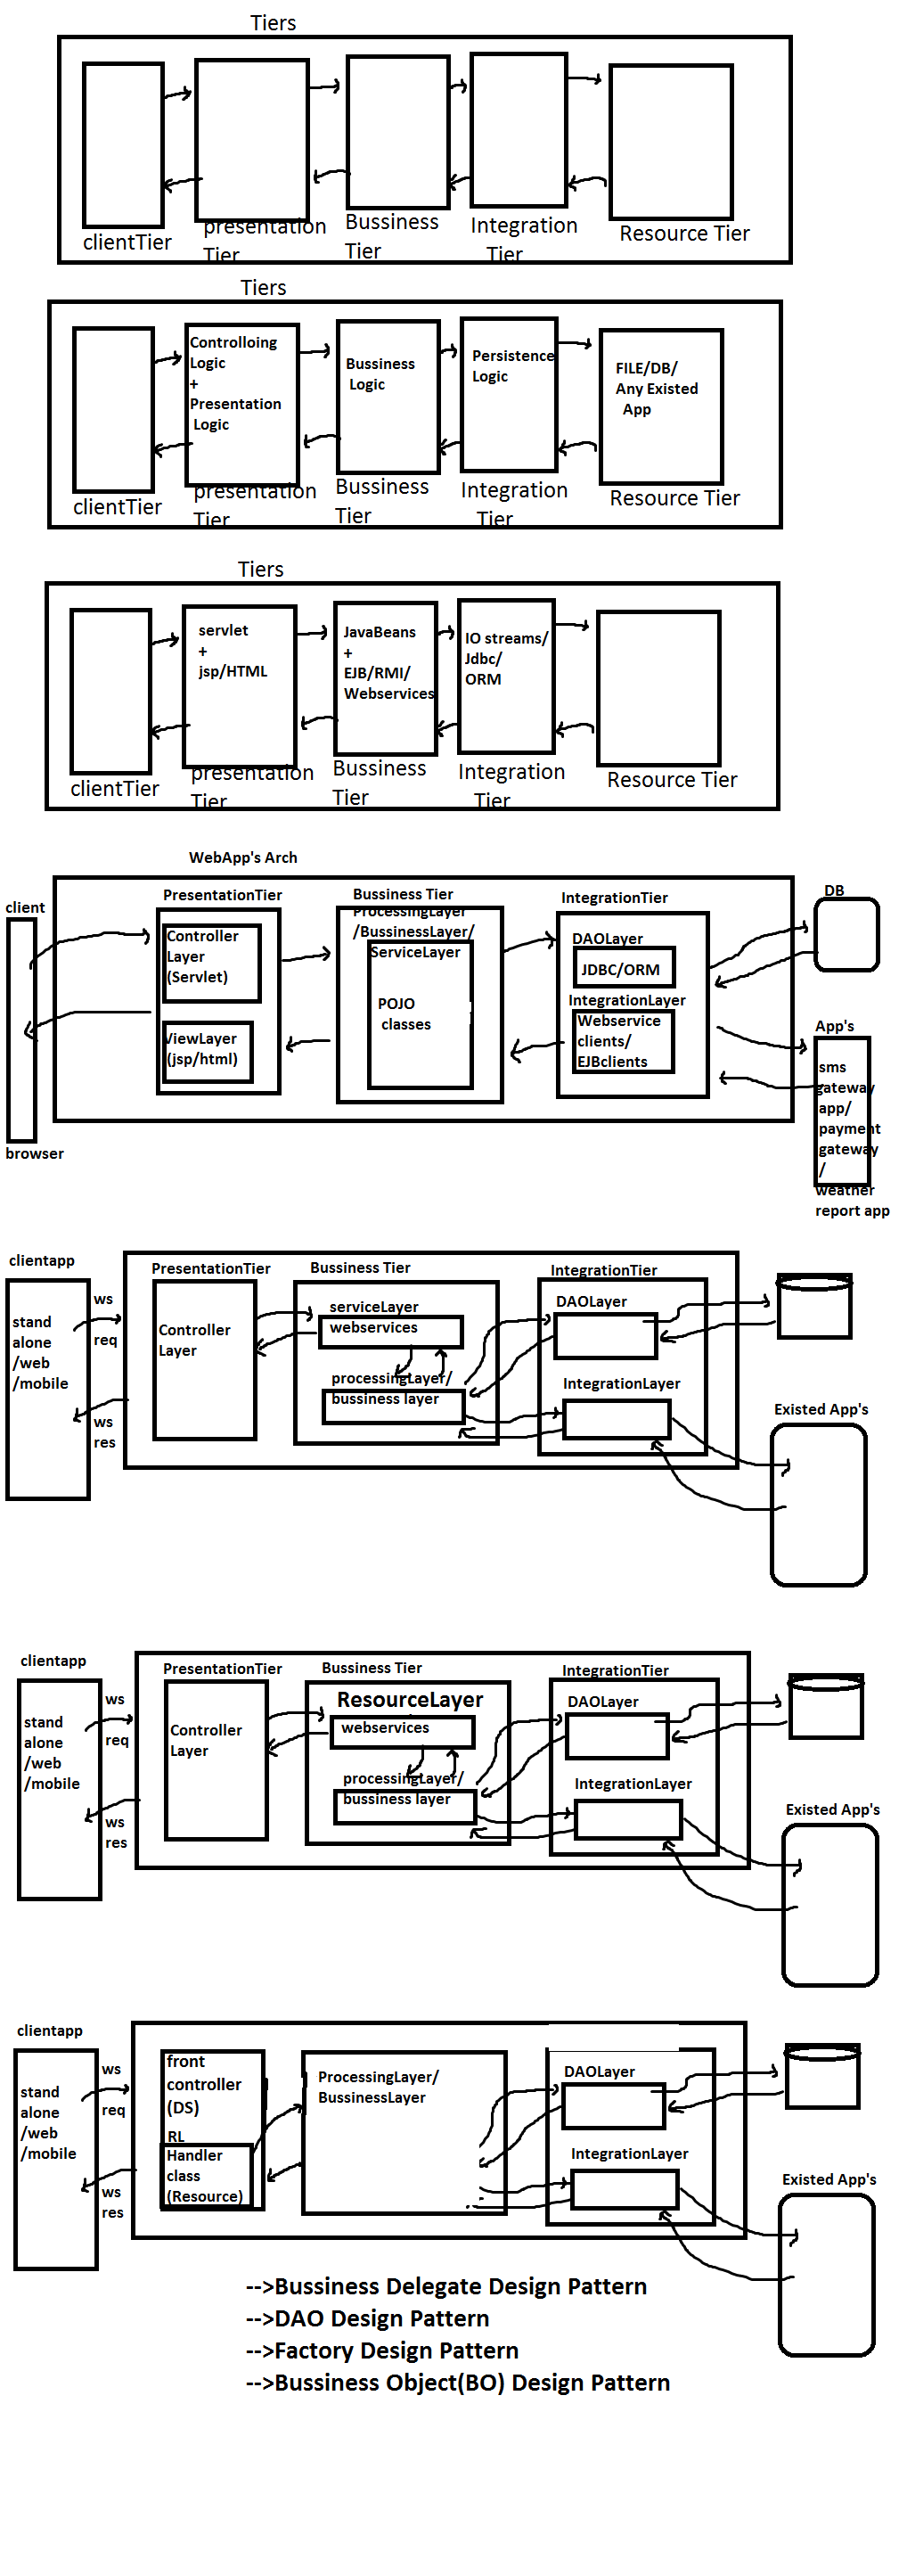 Tiers
clientTier
presentation
Tier
Bussiness
Tier
Integration
Tier
Resource Tier
Tiers
Controlloing
Logic
+
Presentation
Logic
Bussiness
Logic
Persistence
Logic
FILE/DB/
Any Existed
App
clientTier
presentation
Tier
Bussiness
Tier
Integration
Tier
Resource Tier
Tiers
servlet
+
jsp/HTML
JavaBeans
+
EJB/RMI/
Webservices
IO streams/
Jdbc/
ORM
clientTier
presentation
Tier
Bussiness
Tier
Integration
Tier
Resource Tier
WebApp's Arch
client
browser
PresentationTier
Controller
Layer
(Servlet)
ViewLayer
(jsp/html)
Bussiness Tier
ProcessingLayer
/BussinessLayer/
ServiceLayer
POJO
classes
IntegrationTier
DAOLayer
JDBC/ORM
IntegrationLayer
Webservice
clients/
EJBclients
DB
App's
sms
gateway
app/
payment
gateway
/
weather
report app
clientapp
stand
alone
/web
/mobile
ws
req
ws
res
PresentationTier
Controller
Layer
Bussiness Tier
serviceLayer
webservices
processingLayer/
bussiness layer
IntegrationTier
DAOLayer
IntegrationLayer
Existed App's
clientapp
stand
alone
/web
/mobile
ws
req
ws
res
PresentationTier
Controller
Layer
Bussiness Tier
ResourceLayer
webservices
processingLayer/
bussiness layer
IntegrationTier
DAOLayer
IntegrationLayer
Existed App's
clientapp
stand
alone
/web
/mobile
ws
req
ws
res
front
controller
(DS)
RL
Handler
class
(Resource)
ProcessingLayer/
BussinessLayer
DAOLayer
IntegrationLayer
Existed App's
-->Bussiness Delegate Design Pattern
-->DAO Design Pattern
-->Factory Design Pattern
-->Bussiness Object(BO) Design Pattern